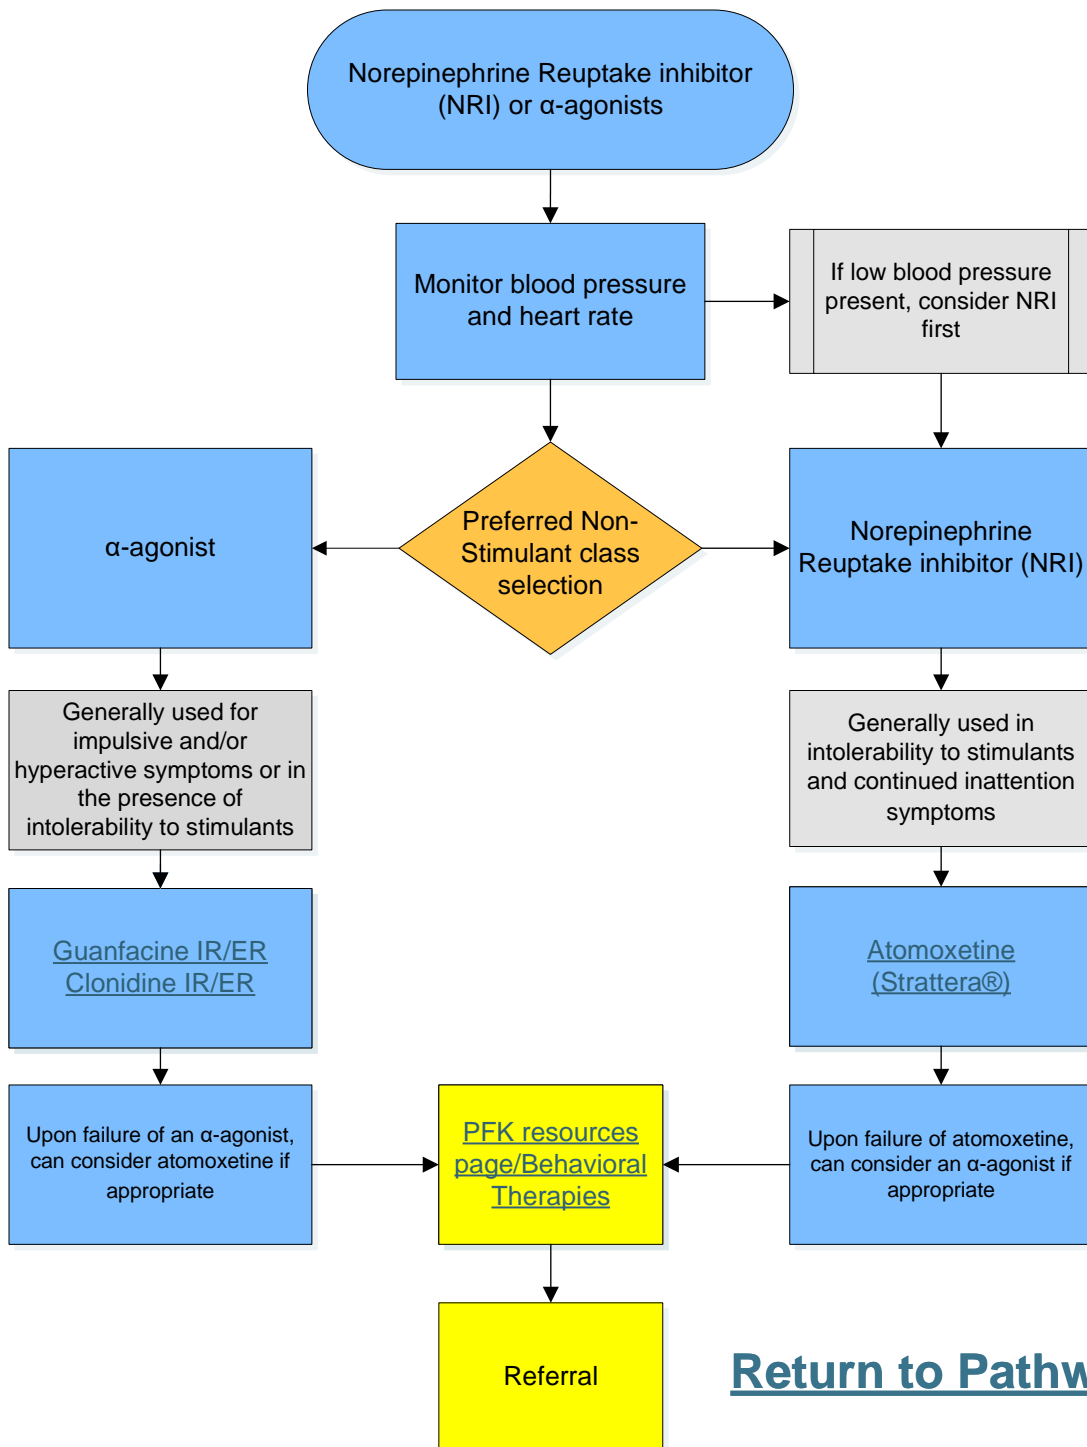 Norepinephrine Reuptake inhibitor
(NRI) or α-agonists
Monitor blood pressure
and heart rate
If low blood pressure
present, consider NRI
first
α-agonist
Preferred Non-
Stimulant class
selection
Norepinephrine
Reuptake inhibitor (NRI)
Generally used for
impulsive and/or
hyperactive symptoms or in
the presence of
intolerability to stimulants
Generally used in
intolerability to stimulants
and continued inattention
symptoms
Guanfacine IR/ER
Clonidine IR/ER
Atomoxetine
(Strattera®)
Upon failure of an α-agonist,
can consider atomoxetine if
appropriate
PFK resources
page/Behavioral
Therapies
Upon failure of atomoxetine,
can consider an α-agonist if
appropriate
Referral
Return to Pathw